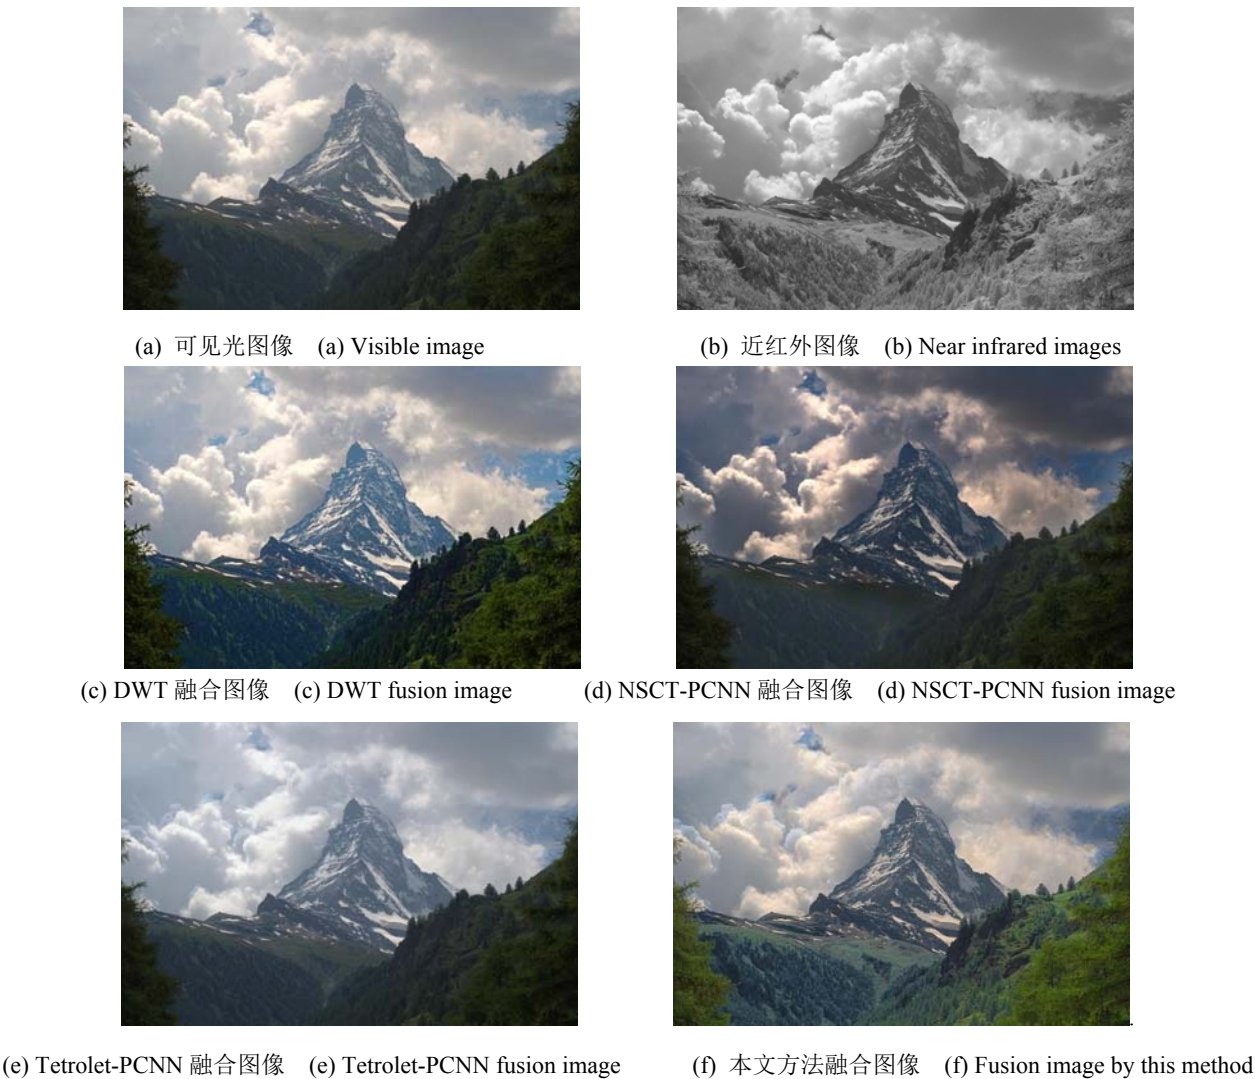 (a) 可见光图像 (a) Visible image
(b) 近红外图像 (b) Near infrared images
(c) DWT 融合图像 (c) DWT fusion image
(d) NSCT-PCNN 融合图像 (d) NSCT-PCNN fusion image
(e) Tetrolet-PCNN 融合图像 (e) Tetrolet-PCNN fusion image
(f) 本文方法融合图像 (f) Fusion image by this method